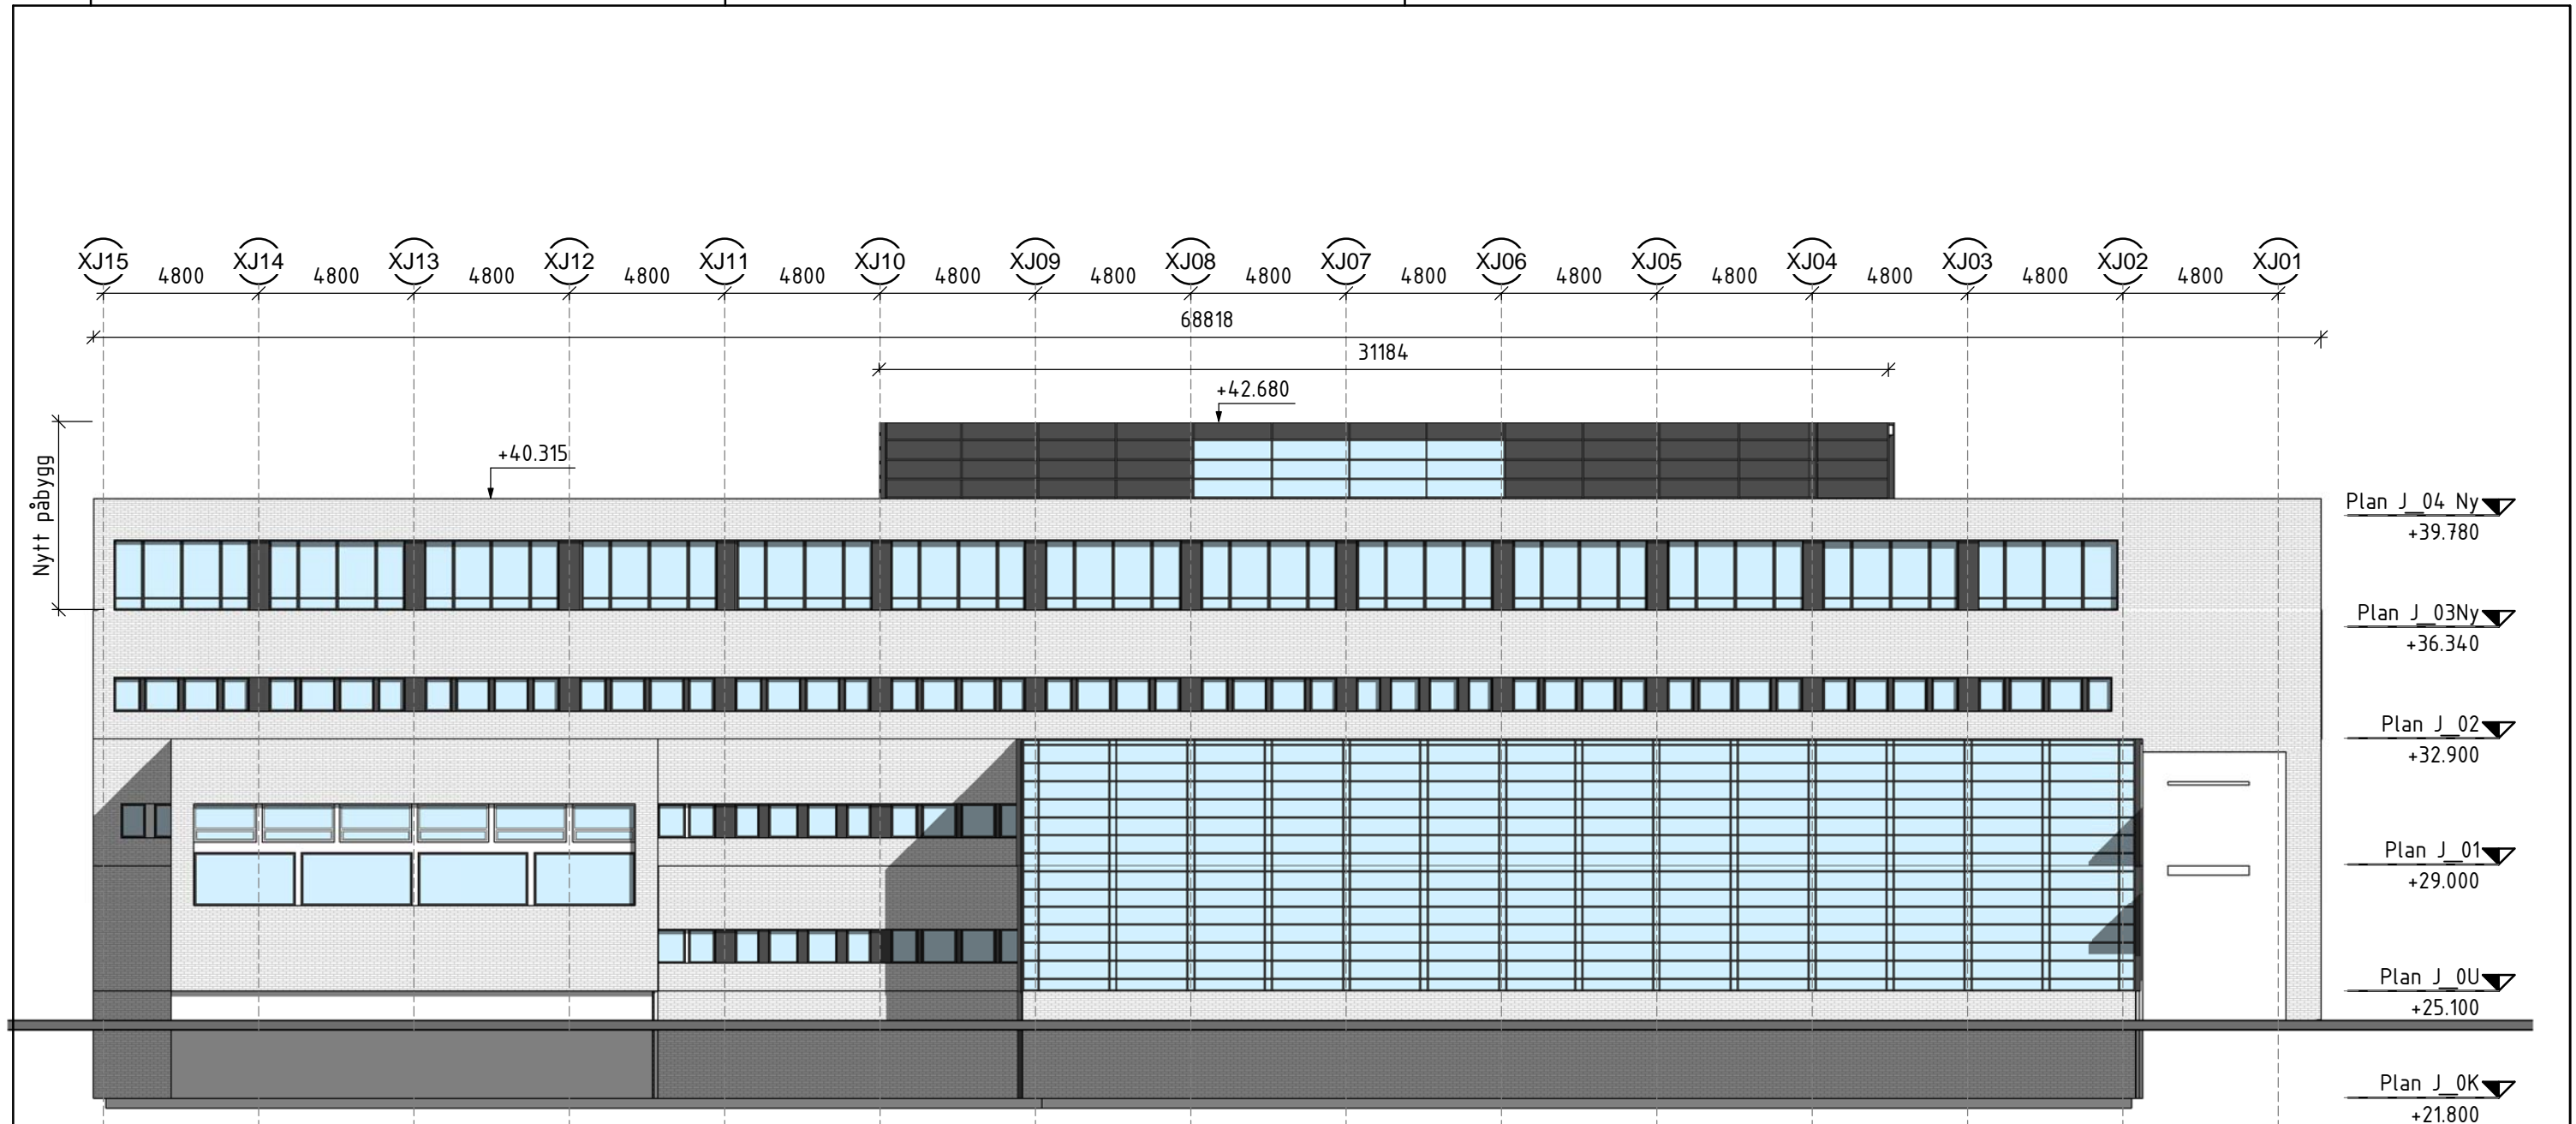 XJ15 XJ14 XJ13 XJ12 XJ11 XJ10 XJ09 XJ08 XJ07 XJ06 XJ05 XJ04 XJ03 XJ02 XJ01
4800 4800 4800 4800 4800 4800 4800 4800 4800 4800 4800 4800 4800 4800
68818
31184
+42.680
+40.315
Nytt påbygg
Plan J_04 Ny
+39.780
Plan J_03Ny
+36.340
Plan J_02
+32.900
Plan J_01
+29.000
Plan J_0U
+25.100
Plan J_0K
+21.800